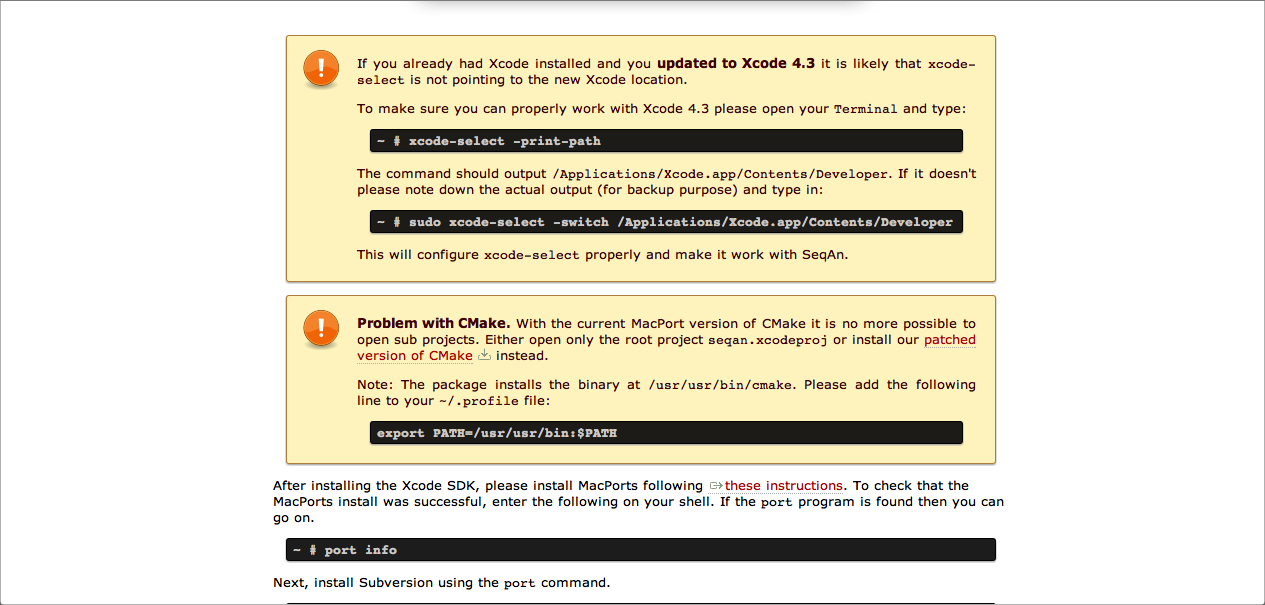 If you already had Xcode installed and you updated to Xcode 4.3 it is likely that xcode-
select is not pointing to the new Xcode location.
To make sure you can properly work with Xcode 4.3 please open your Terminal and type:
~ # xcode-select -print-path
The command should output /Applications/Xcode.app/Contents/Developer. If it doesn't
please note down the actual output (for backup purpose) and type in:
~ # sudo xcode-select -switch /Applications/Xcode.app/Contents/Developer
This will configure xcode-select properly and make it work with SeqAn.
Problem with CMake. With the current MacPort version of CMake it is no more possible to
open sub projects. Either open only the root project seqan.xcodeproj or install our patched
version of CMake instead.
Note: The package installs the binary at /usr/usr/bin/cmake. Please add the following
line to your ~/.profile file:
export PATH=/usr/usr/bin:$PATH
After installing the Xcode SDK, please install MacPorts following these instructions. To check that the
MacPorts install was successful, enter the following on your shell. If the port program is found then you can
go on.
~ # port info
Next, install Subversion using the port command.